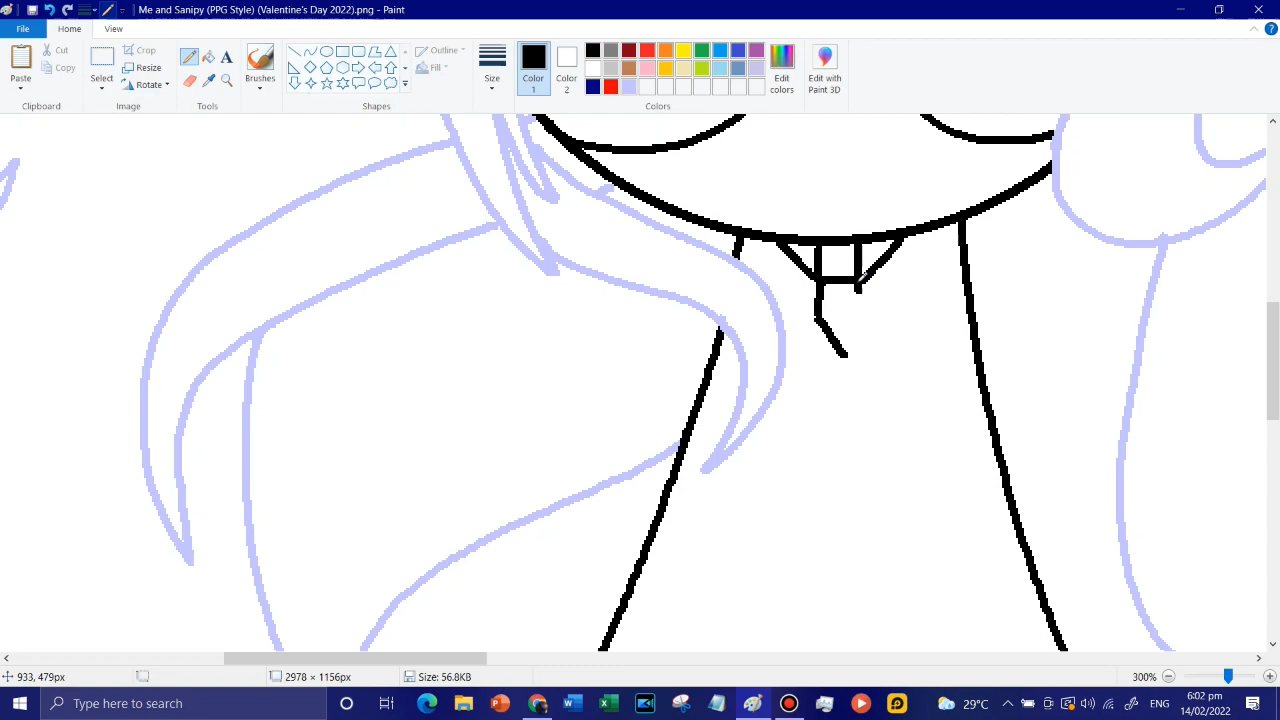 Me and Sanipy (PPG Style) (Valentine's Day 2022).png - Paint
File Home View
Paste Cut Copy
Clipboard
Select Crop Resize Rotate
Image
A
Tools
Brushes
Outline Fill
Shapes
Size
Color 1
Color 2
Colors
Edit colors
Edit with Paint 3D
933, 479px
2978 × 1156px
Size: 56.8KB
300%
Type here to search
29°C
ENG
6:02 pm
14/02/2022